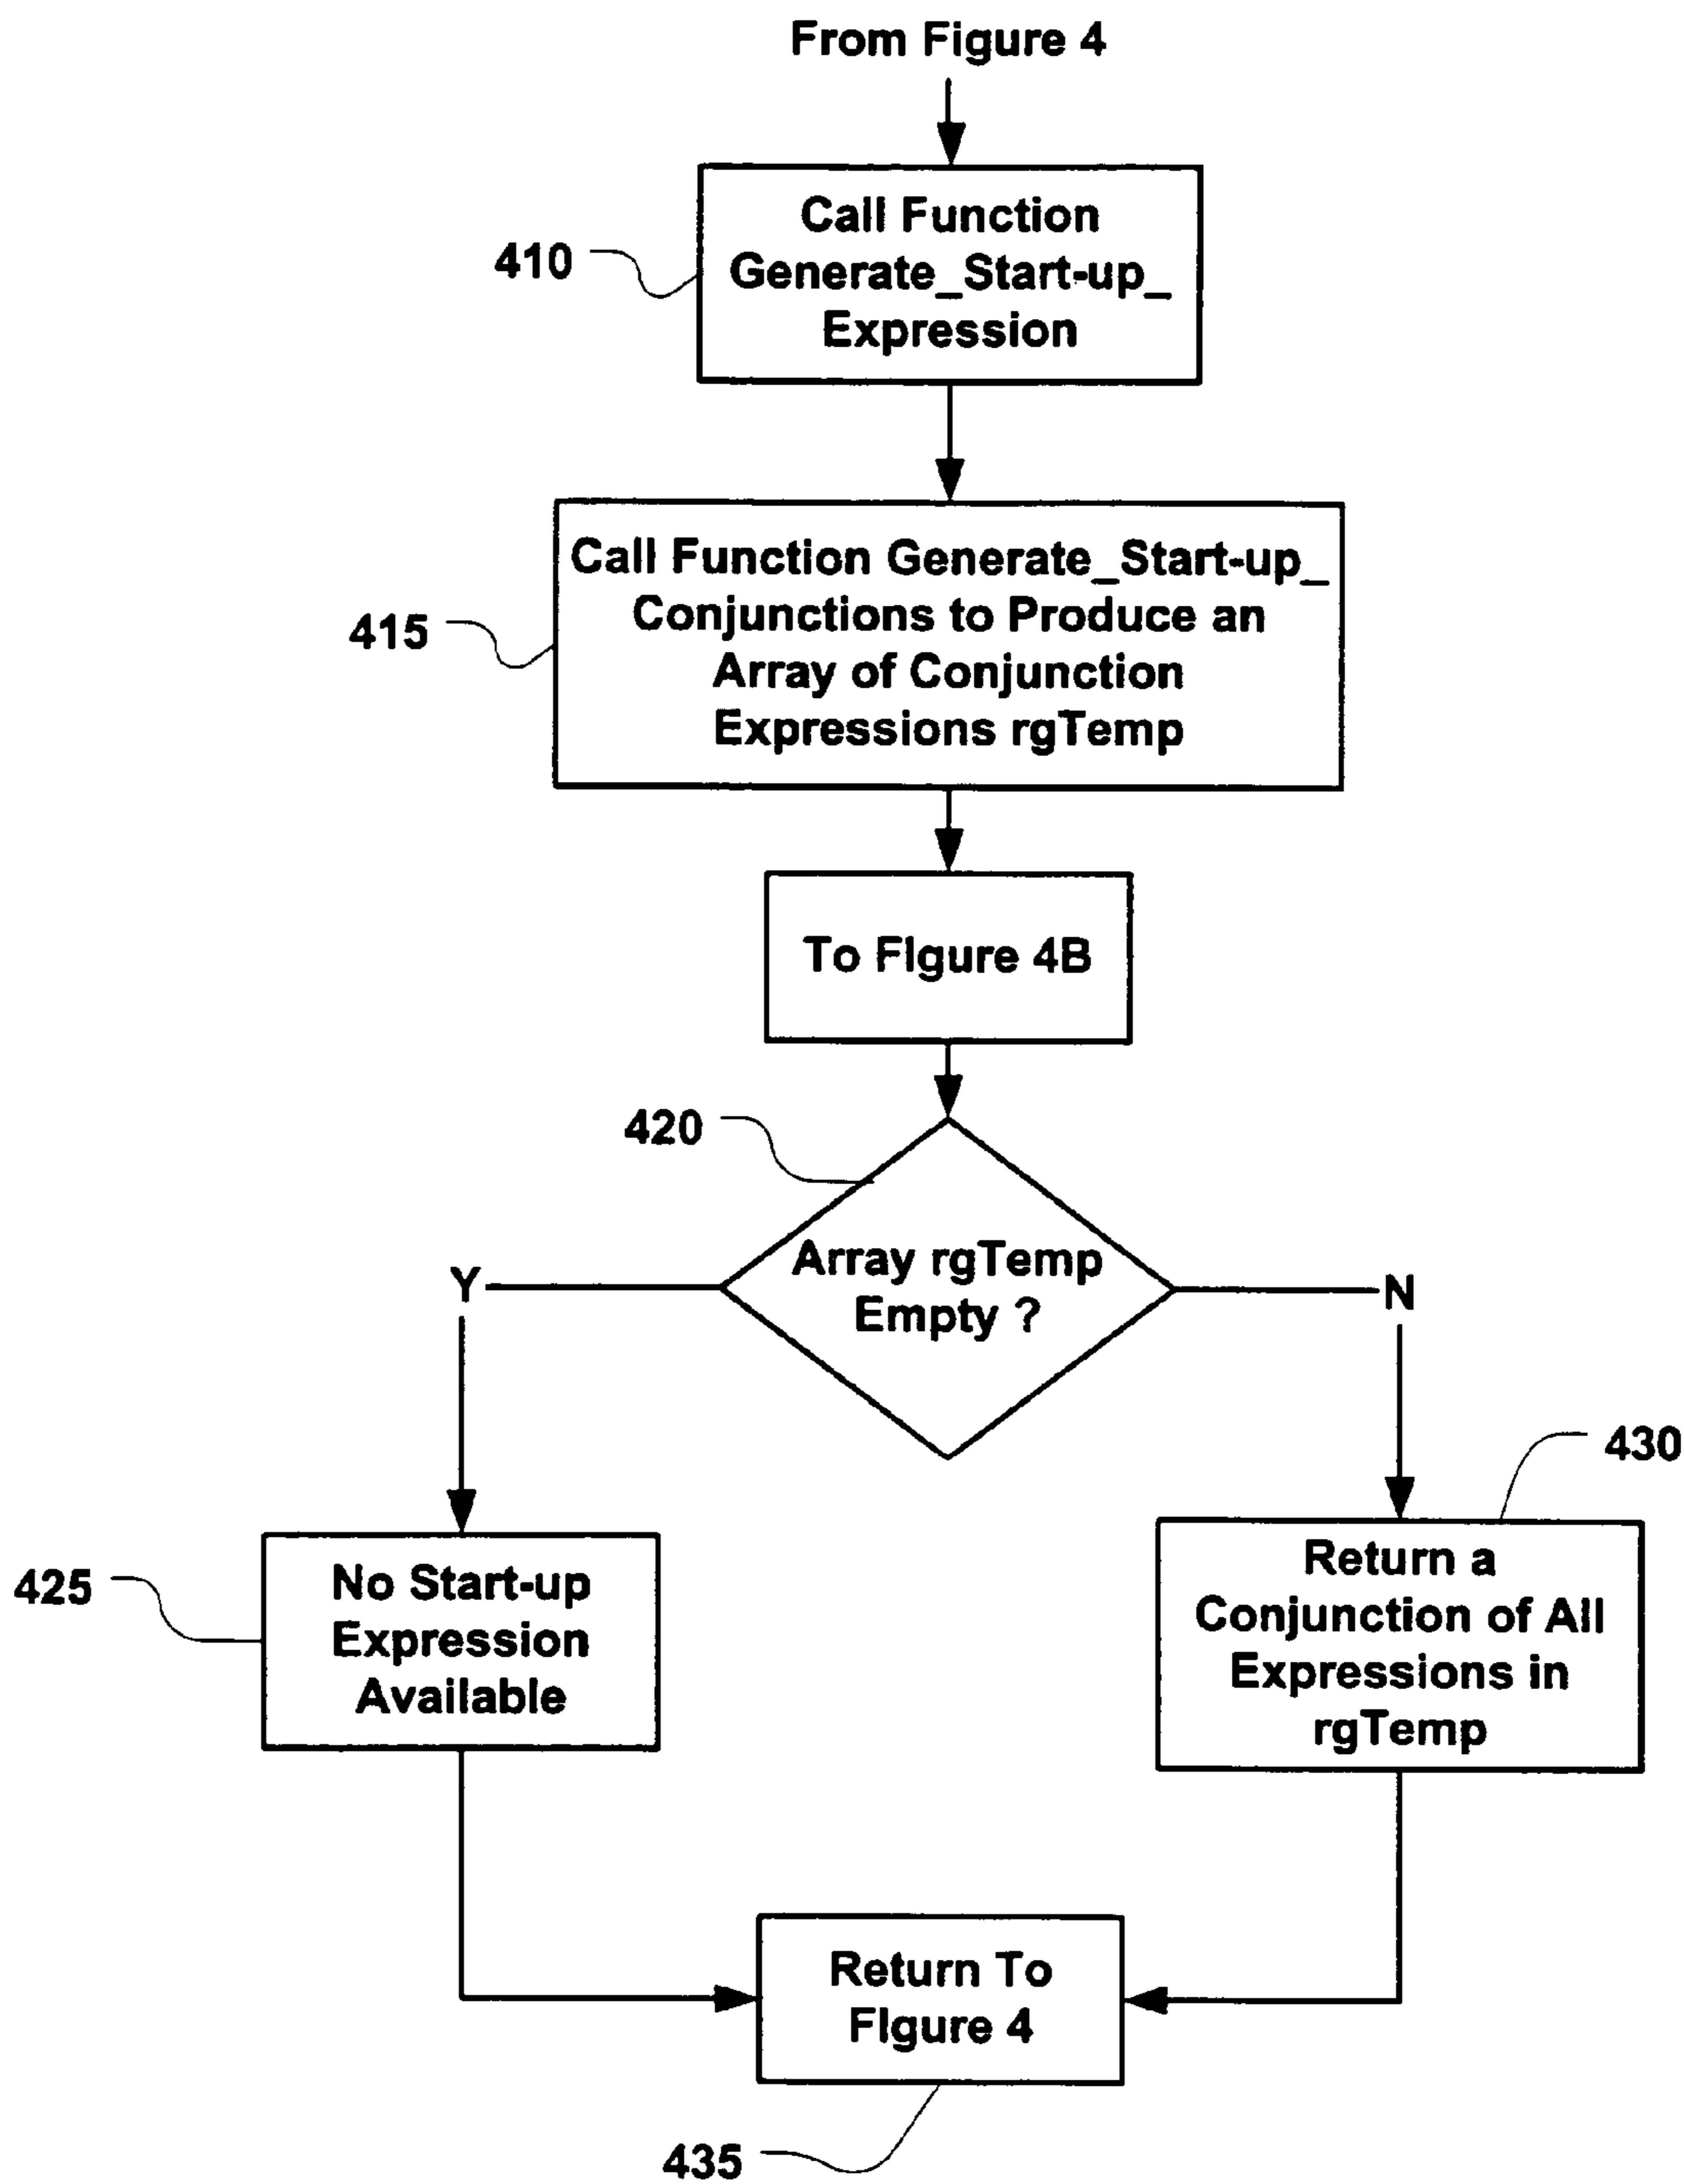 From Figure 4
Call Function
Generate_Start-up_
Expression
410
Call Function Generate_Start-up_
Conjunctions to Produce an
Array of Conjunction
Expressions rgTemp
415
To FIgure 4B
420
Array rgTemp
Empty ?
Y
N
430
425
No Start-up
Expression
Available
Return a
Conjunction of All
Expressions in
rgTemp
Return To
FIgure 4
435